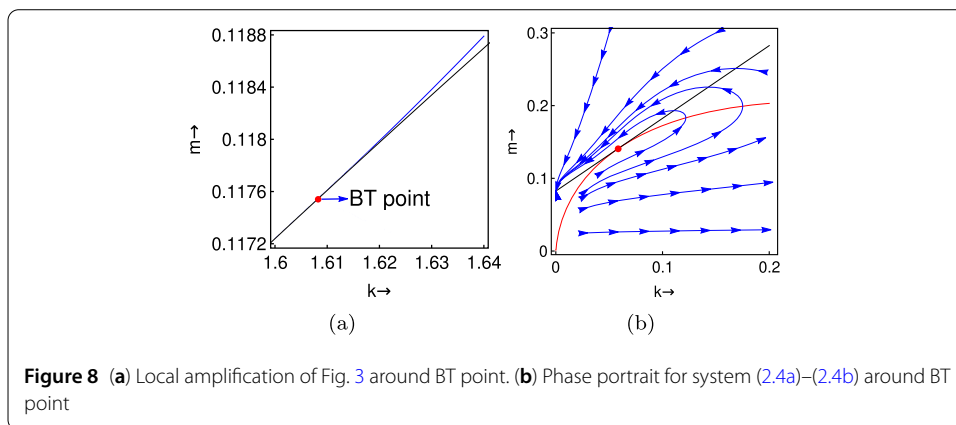 0.1188
0.1184
0.118
0.1176
0.1172
m→
BT point
1.6 1.61 1.62 1.63 1.64
k→
(a)
0.3
0.2
0.1
0
m→
0 0.1 0.2
k→
(b)
Figure 8 (a) Local amplification of Fig. 3 around BT point. (b) Phase portrait for system (2.4a)–(2.4b) around BT
point